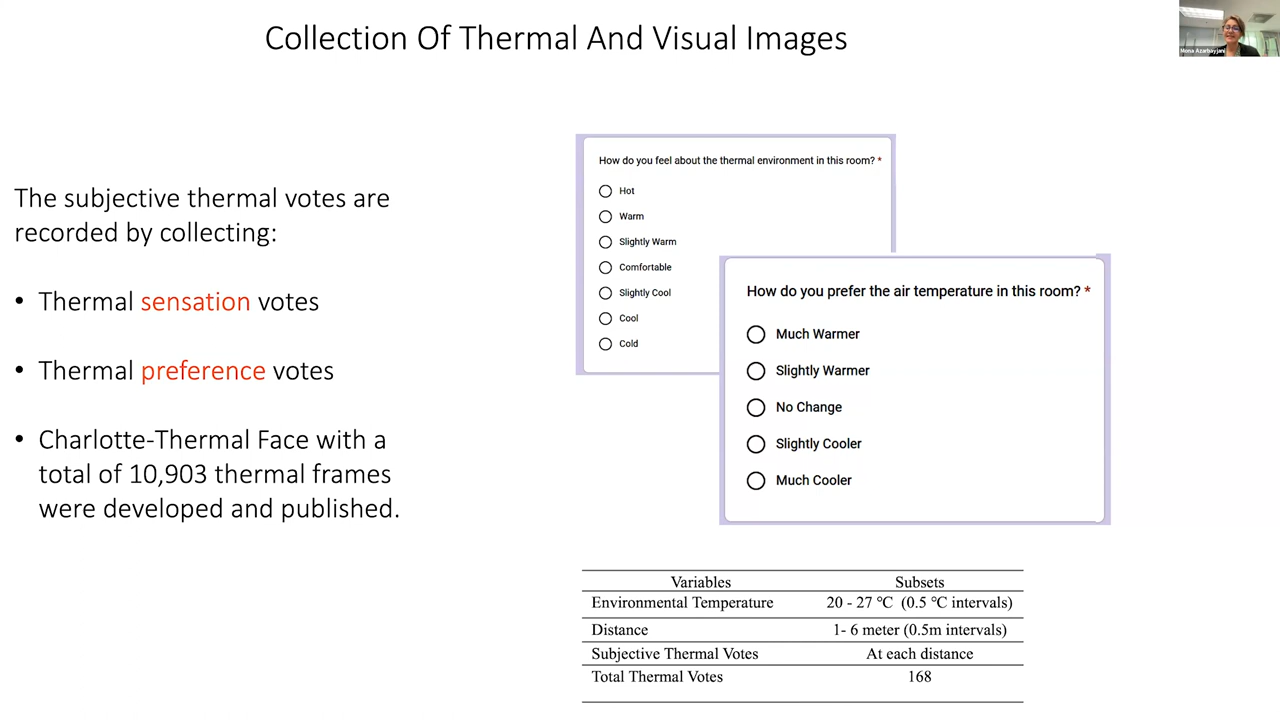 Collection Of Thermal And Visual Images
Mona Azarbayjani
The subjective thermal votes are
recorded by collecting:
• Thermal sensation votes
• Thermal preference votes
• Charlotte-Thermal Face with a
total of 10,903 thermal frames
were developed and published.
How do you feel about the thermal environment in this room? *
Hot
Warm
Slightly Warm
Comfortable
Slightly Cool
Cool
Cold
How do you prefer the air temperature in this room? *
Much Warmer
Slightly Warmer
No Change
Slightly Cooler
Much Cooler
Variables Subsets
Environmental Temperature 20 - 27 °C (0.5 °C intervals)
Distance 1- 6 meter (0.5m intervals)
Subjective Thermal Votes At each distance
Total Thermal Votes 168